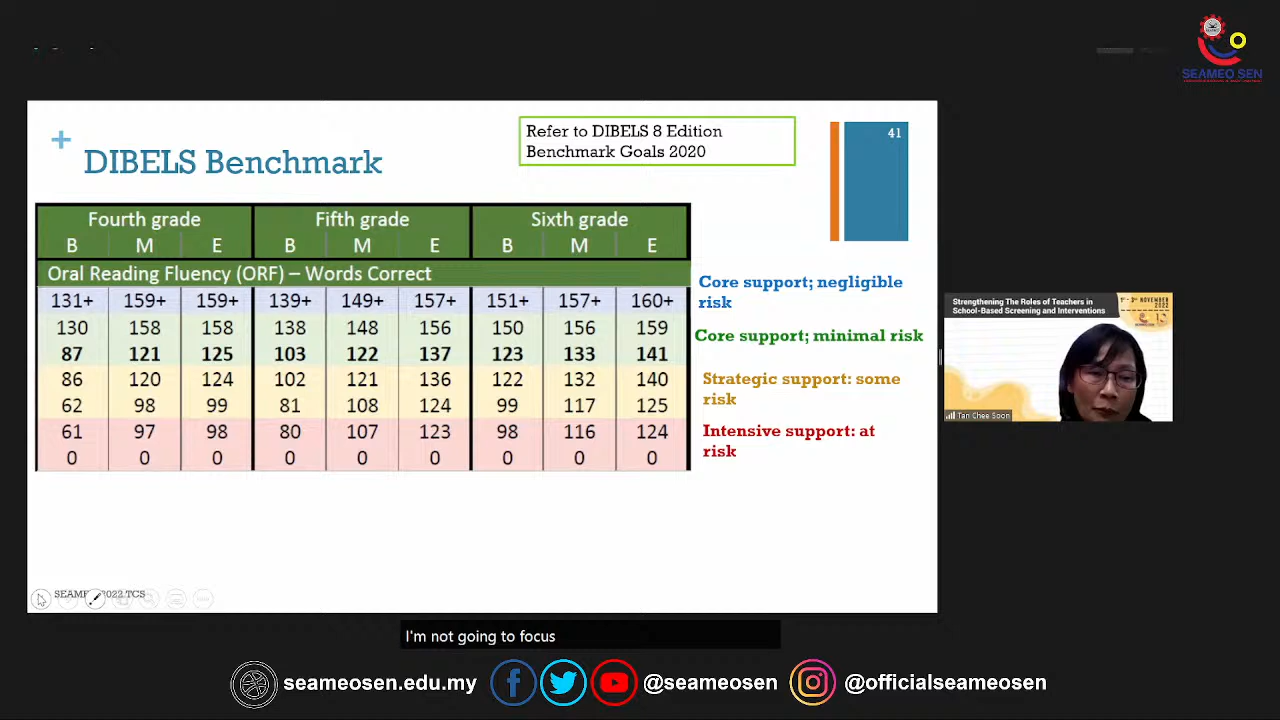 SEAMEO SEN
Refer to DIBELS 8 Edition
Benchmark Goals 2020
41
+
DIBELS Benchmark
Fourth grade Fifth grade Sixth grade
B M E B M E B M E
Oral Reading Fluency (ORF) – Words Correct
131+ 159+ 159+ 139+ 149+ 157+ 151+ 157+ 160+
130 158 158 138 148 156 150 156 159
87 121 125 103 122 137 123 133 141
86 120 124 102 121 136 122 132 140
62 98 99 81 108 124 99 117 125
61 97 98 80 107 123 98 116 124
0 0 0 0 0 0 0 0 0
Core support; negligible
risk
Core support; minimal risk
Strategic support: some
risk
Intensive support: at
risk
Strengthening The Roles of Teachers in
School-Based Screening and Interventions
1st - 3rd NOVEMBER
2022
Tan Chee Soon
2022 TCS
I'm not going to focus
seameosen.edu.my @seameosen @officialseameosen